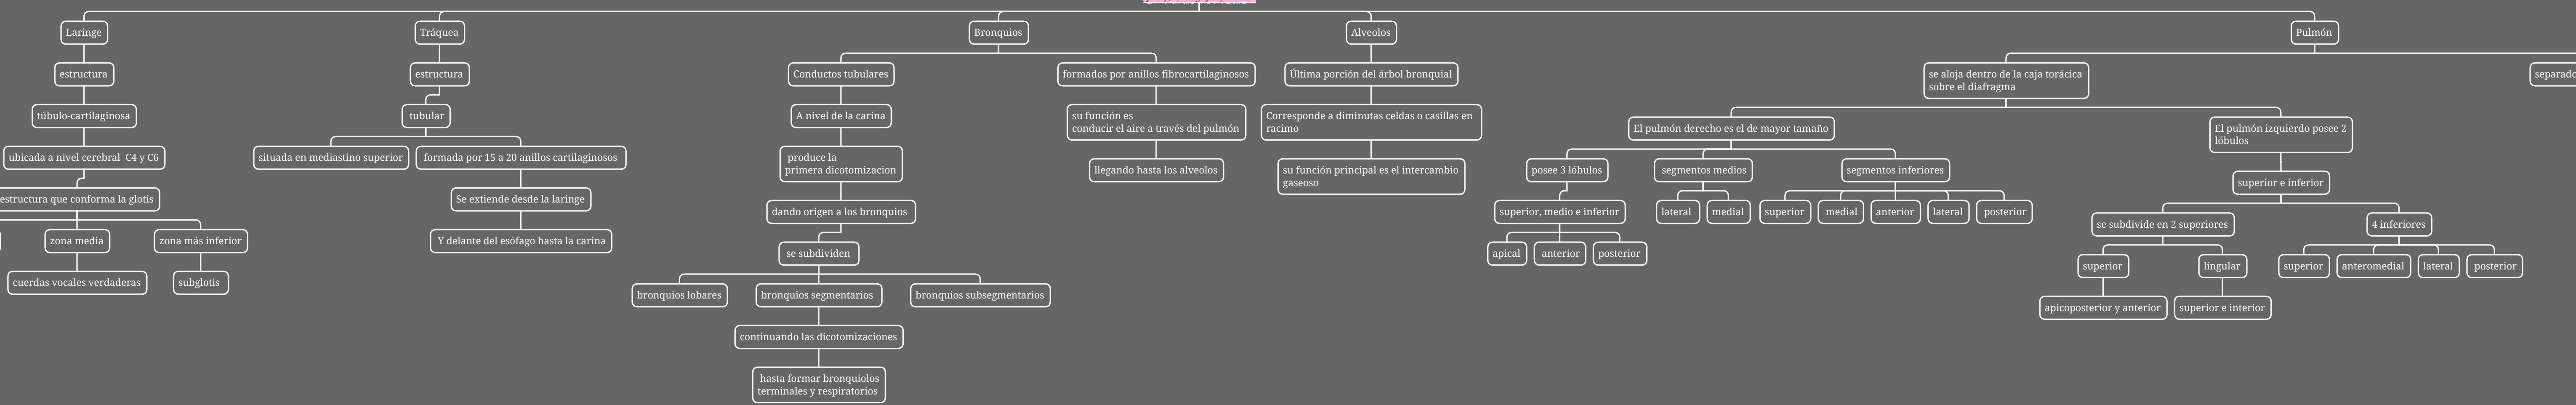 Laringe
estructura
túbulo-cartilaginosa
ubicada a nivel cerebral C4 y C6
estructura que conforma la glotis
zona media
zona más inferior
cuerdas vocales verdaderas
subglotis
Tráquea
estructura
tubular
situada en mediastino superior
formada por 15 a 20 anillos cartilaginosos
Se extiende desde la laringe
Y delante del esófago hasta la carina
Bronquios
Conductos tubulares
A nivel de la carina
produce la
primera dicotomizacion
dando origen a los bronquios
se subdividen
bronquios lobares
bronquios segmentarios
bronquios subsegmentarios
continuando las dicotomizaciones
hasta formar bronquiolos
terminales y respiratorios
formados por anillos fibrocartilaginosos
su función es
conducir el aire a través del pulmón
llegando hasta los alveolos
Alveolos
Última porción del árbol bronquial
Corresponde a diminutas celdas o casillas en
racimo
su función principal es el intercambio
gaseoso
Pulmón
se aloja dentro de la caja torácica
sobre el diafragma
El pulmón derecho es el de mayor tamaño
posee 3 lóbulos
superior, medio e inferior
apical
anterior
posterior
segmentos medios
lateral
medial
segmentos inferiores
superior
medial
anterior
lateral
posterior
El pulmón izquierdo posee 2
lóbulos
superior e inferior
se subdivide en 2 superiores
superior
lingular
apicoposterior y anterior
superior e interior
4 inferiores
superior
anteromedial
lateral
posterior